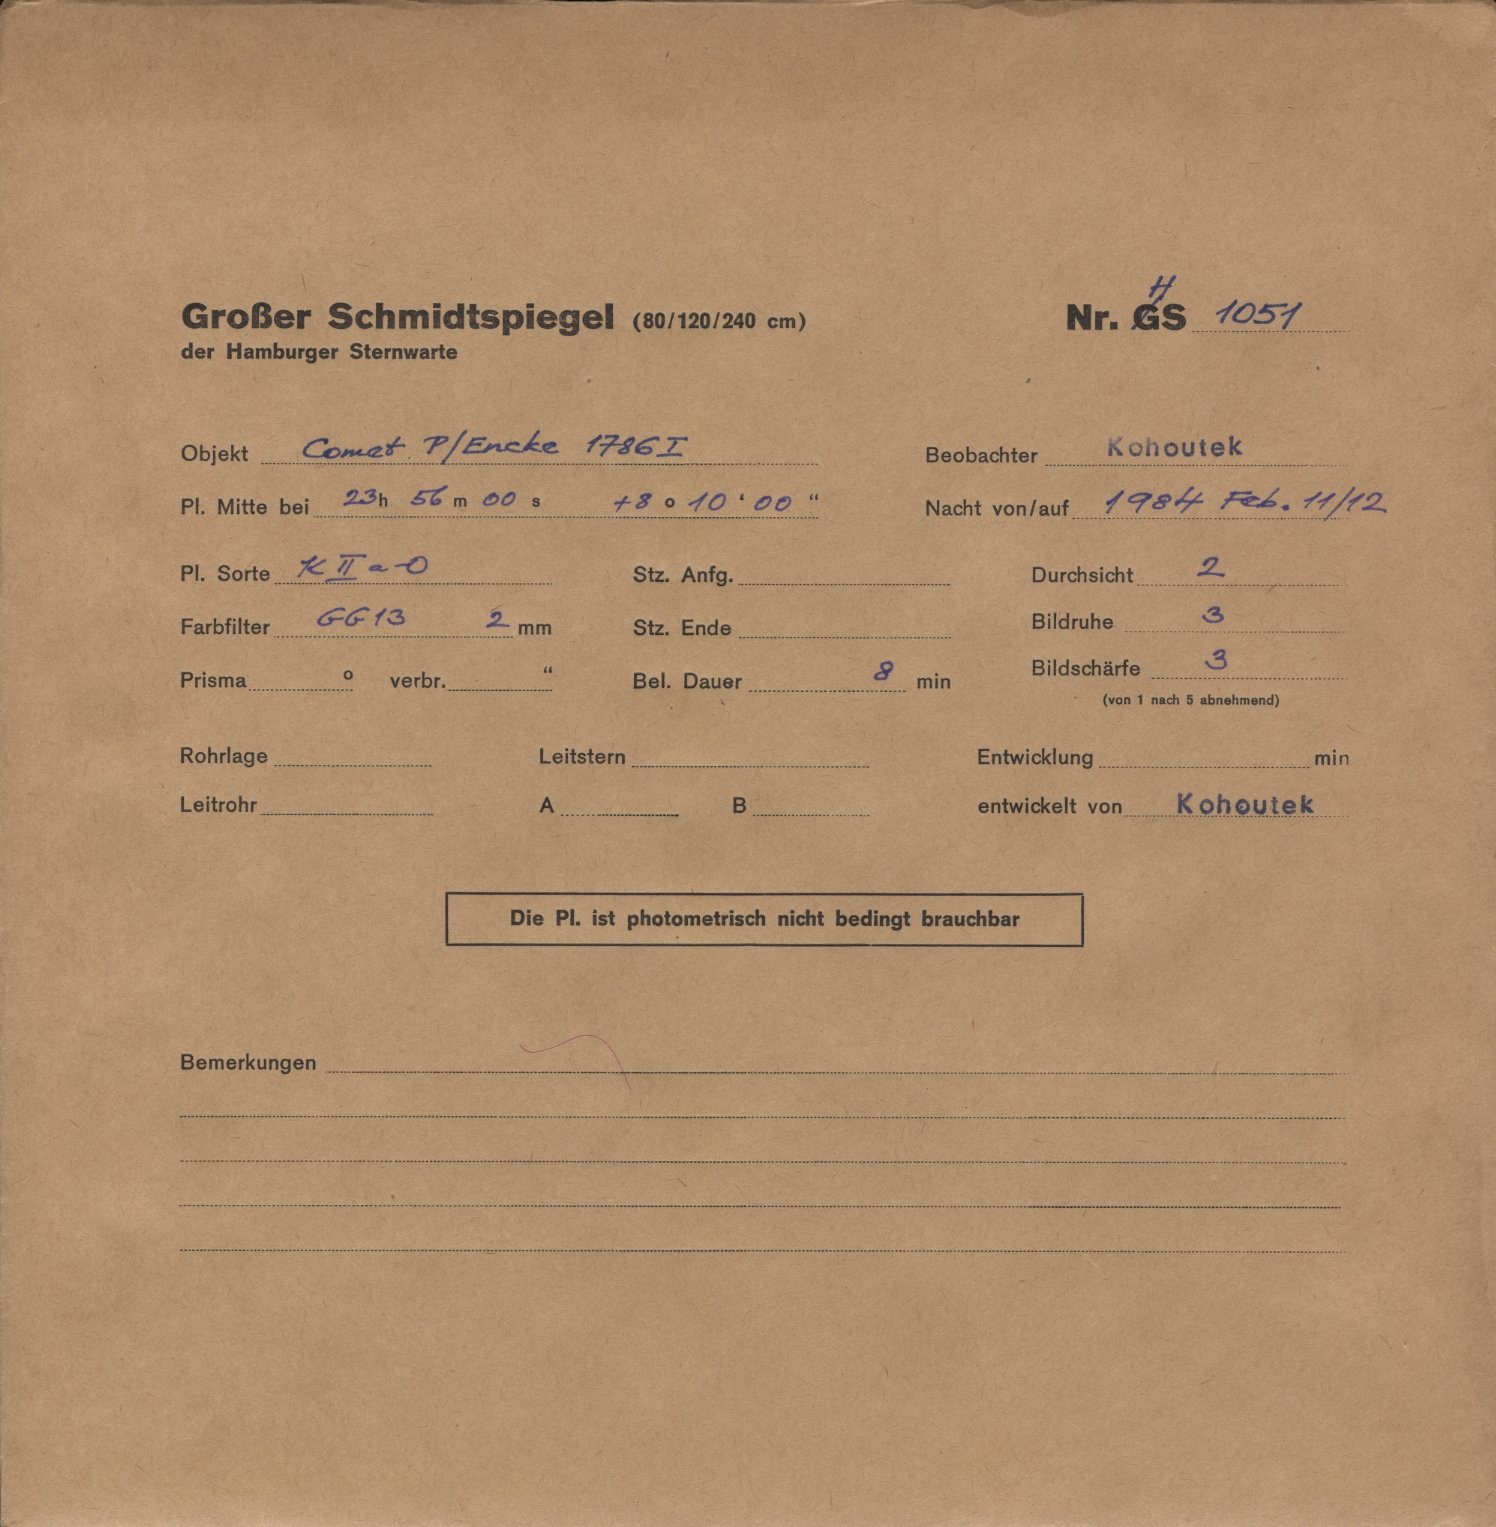 Großer Schmidtspiegel (80/120/240 cm)
der Hamburger Sternwarte
H
Nr. GS 1051
Objekt Comet P/Encke 1786 I
Beobachter Kohoutek
Pl. Mitte bei 23h 56 m 00 s +8 o 10 ' 00 "
Nacht von/auf 1984 Feb. 11/12
Pl. Sorte K II a-O
Stz. Anfg.
Durchsicht 2
Farbfilter GG 13 2 mm
Stz. Ende
Bildruhe 3
Prisma o verbr. "
Bel. Dauer 8 min
Bildschärfe 3
(von 1 nach 5 abnehmend)
Rohrlage
Leitstern
Entwicklung min
Leitrohr
A B
entwickelt von Kohoutek
Die Pl. ist photometrisch nicht bedingt brauchbar
Bemerkungen